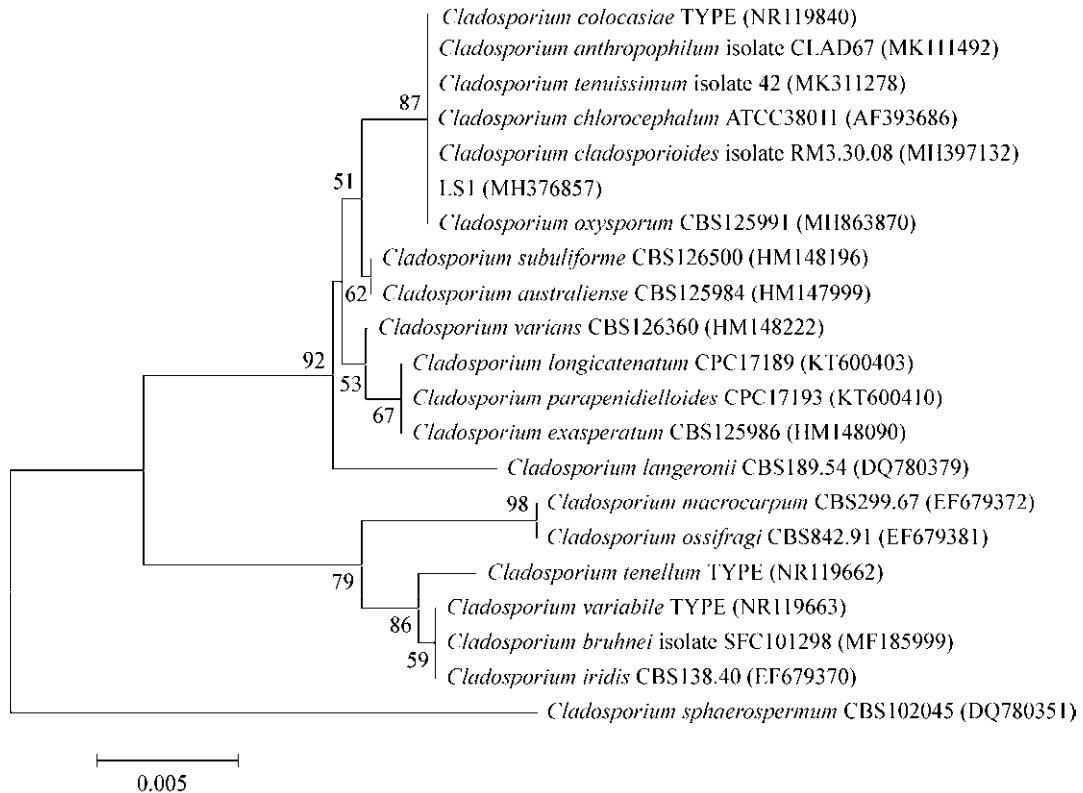 Cladosporium colocasiae TYPE (NR119840)
Cladosporium anthropophilum isolate CLAD67 (MK111492)
Cladosporium tenuissimum isolate 42 (MK311278)
87
Cladosporium chlorocephalum ATCC38011 (AF393686)
Cladosporium cladosporioides isolate RM3.30.08 (MH397132)
51
LS1 (MH376857)
Cladosporium oxysporum CBS125991 (MH863870)
Cladosporium subuliforme CBS126500 (HM148196)
62
Cladosporium australiense CBS125984 (HM147999)
Cladosporium varians CBS126360 (HM148222)
92
Cladosporium longicatenatum CPC17189 (KT600403)
53
Cladosporium parapenidielloides CPC17193 (KT600410)
67
Cladosporium exasperatum CBS125986 (HM148090)
Cladosporium langeronii CBS189.54 (DQ780379)
98
Cladosporium macrocarpum CBS299.67 (EF679372)
Cladosporium ossifragi CBS842.91 (EF679381)
79
Cladosporium tenellum TYPE (NR119662)
Cladosporium variabile TYPE (NR119663)
86
Cladosporium bruhnei isolate SFC101298 (MF185999)
59
Cladosporium iridis CBS138.40 (EF679370)
Cladosporium sphaerospermum CBS102045 (DQ780351)
0.005